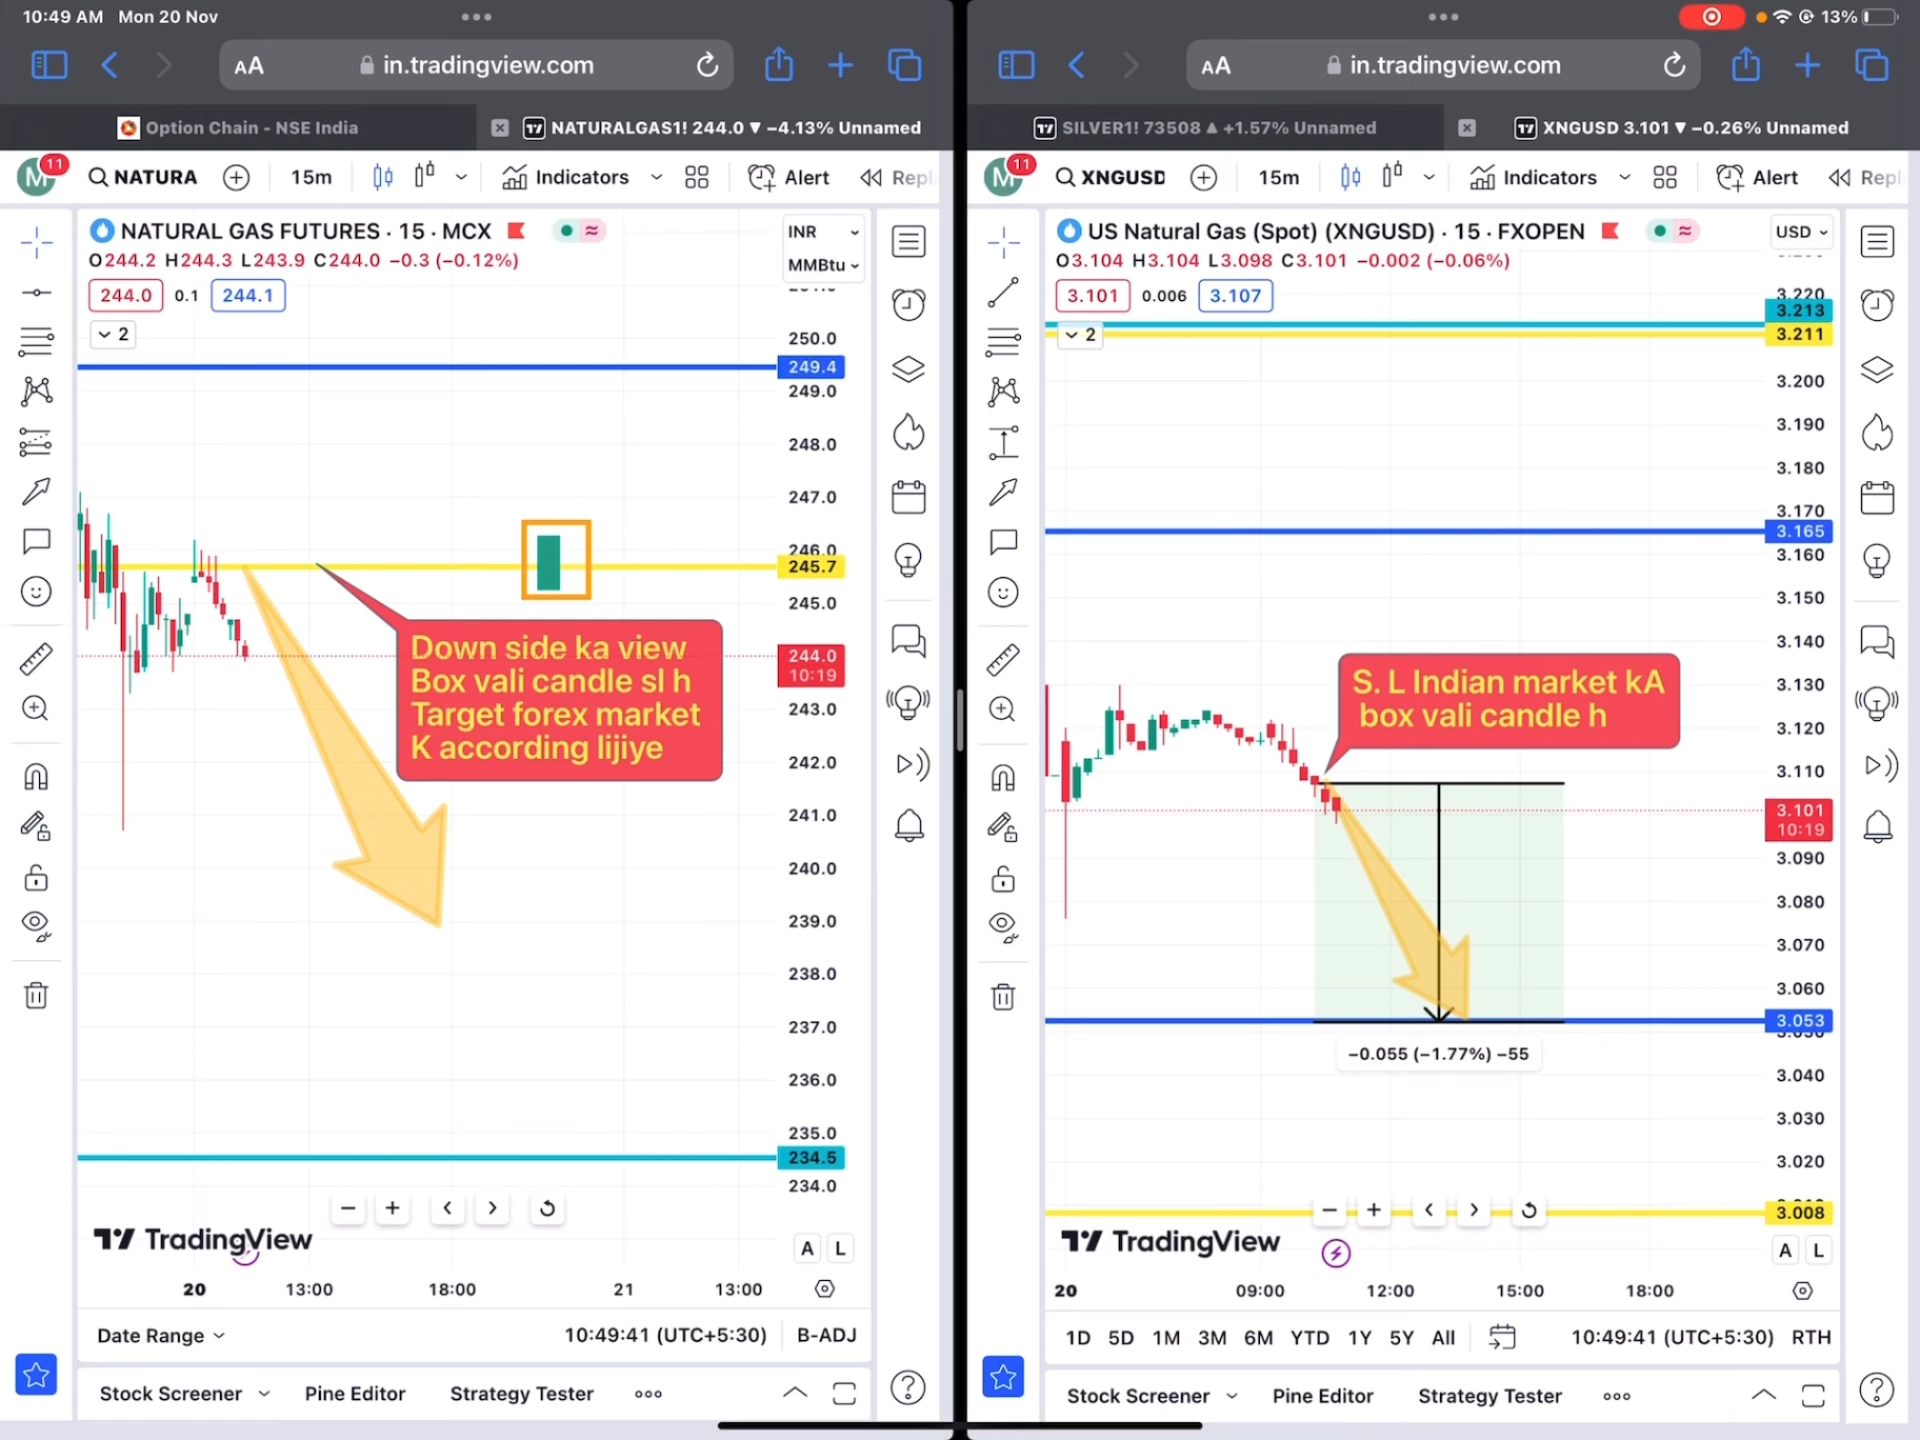 10:49 AM Mon 20 Nov
AA in.tradingview.com
Option Chain - NSE India
NATURALGAS1! 244.0 ▼ −4.13% Unnamed
11
M NATURA 15m Indicators Alert
NATURAL GAS FUTURES · 15 · MCX
INR
MMBtu
O244.2 H244.3 L243.9 C244.0 −0.3 (−0.12%)
244.0 0.1 244.1
2
250.0
249.4
249.0
248.0
247.0
246.0
245.7
245.0
Down side ka view
Box vali candle sl h
Target forex market
K according lijiye
244.0
10:19
243.0
242.0
241.0
240.0
239.0
238.0
237.0
236.0
235.0
234.5
234.0
TradingView
A L
20 13:00 18:00 21 13:00
Date Range 10:49:41 (UTC+5:30) B-ADJ
Stock Screener Pine Editor Strategy Tester
13%
AA in.tradingview.com
SILVER1! 73508 ▲ +1.57% Unnamed
XNGUSD 3.101 ▼ −0.26% Unnamed
11
M XNGUSD 15m Indicators Alert
US Natural Gas (Spot) (XNGUSD) · 15 · FXOPEN
USD
O3.104 H3.104 L3.098 C3.101 −0.002 (−0.06%)
3.101 0.006 3.107
2
3.220
3.213
3.211
3.200
3.190
3.180
3.170
3.165
3.160
3.150
3.140
3.130
3.120
3.110
S. L Indian market kA
box vali candle h
3.101
10:19
3.090
3.080
3.070
3.060
3.053
−0.055 (−1.77%) −55
3.040
3.030
3.020
3.008
TradingView
A L
20 09:00 12:00 15:00 18:00
1D 5D 1M 3M 6M YTD 1Y 5Y All 10:49:41 (UTC+5:30) RTH
Stock Screener Pine Editor Strategy Tester